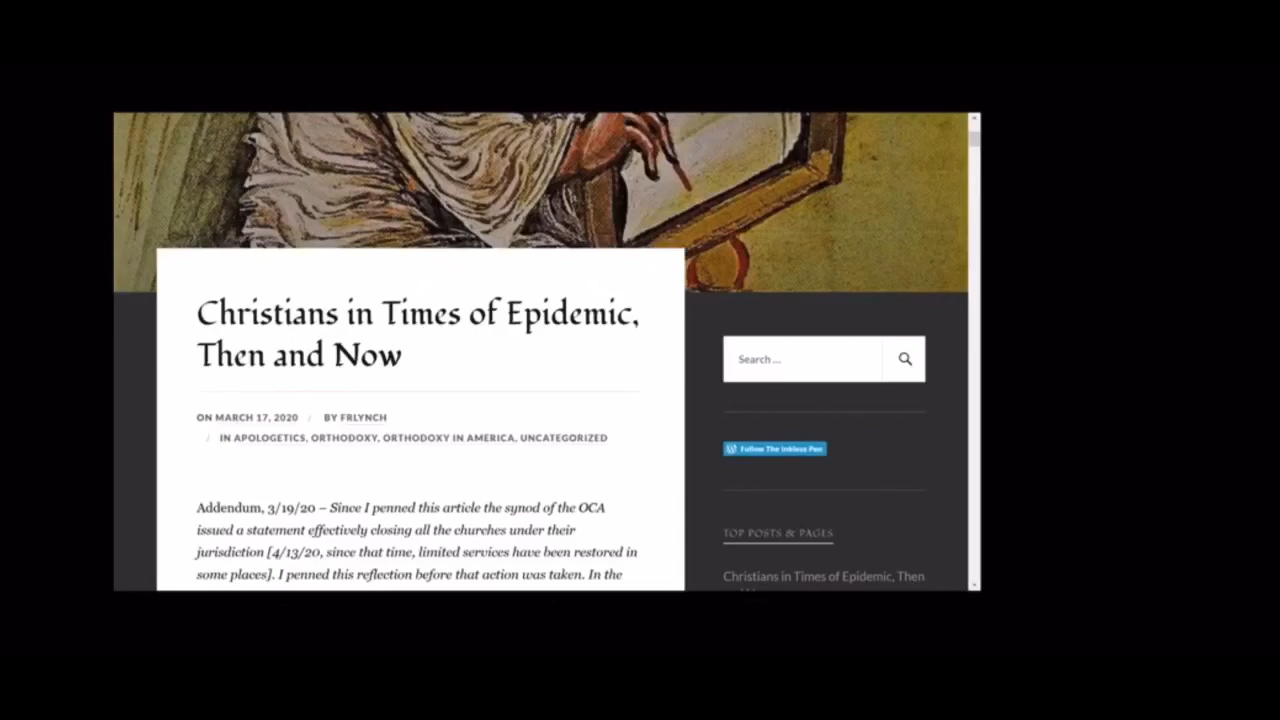 Christians in Times of Epidemic,
Then and Now
ON MARCH 17, 2020 / BY FRLYNCH
/ IN APOLOGETICS, ORTHODOXY, ORTHODOXY IN AMERICA, UNCATEGORIZED
Addendum, 3/19/20 – Since I penned this article the synod of the OCA
issued a statement effectively closing all the churches under their
jurisdiction [4/13/20, since that time, limited services have been restored in
some places]. I penned this reflection before that action was taken. In the
Search ...
Follow The Inkless Pen
TOP POSTS & PAGES
Christians in Times of Epidemic, Then